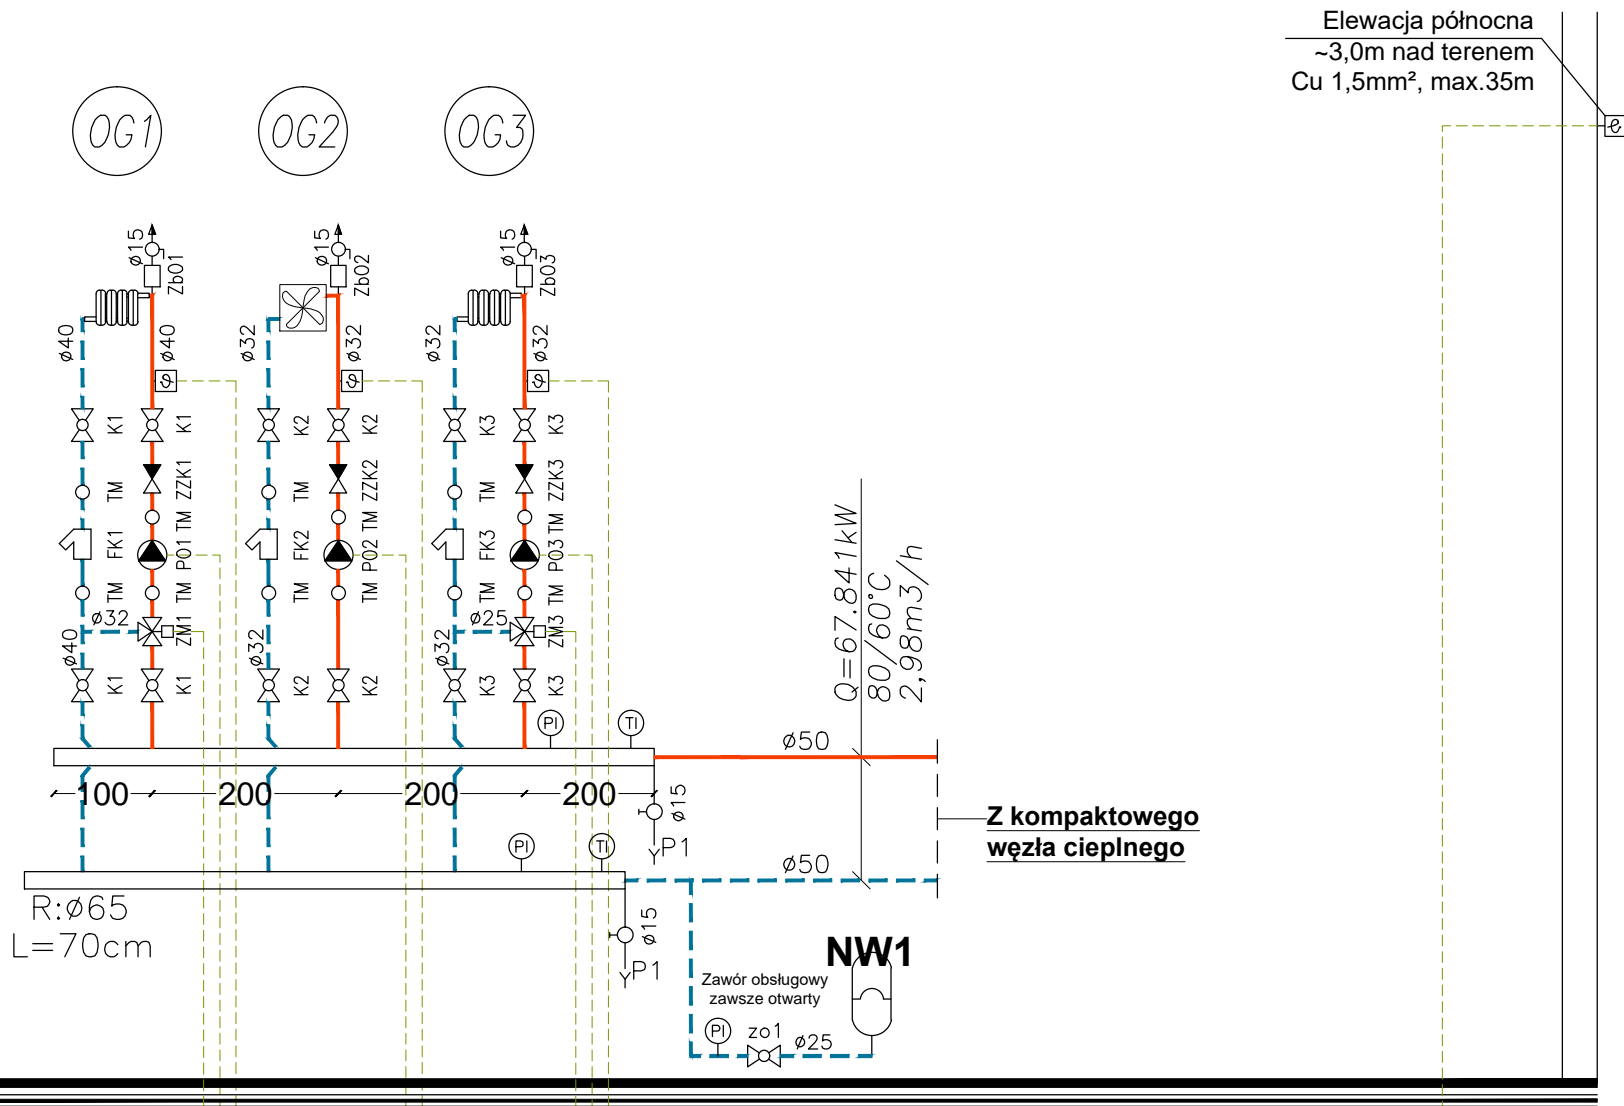 Elewacja północna
~3,0m nad terenem
Cu 1,5mm², max.35m
OG1
OG2
OG3
ø15
Zb01
ø15
Zb02
ø15
Zb03
ø40
ø40
ø32
ø32
ø32
ø32
K1
K1
K2
K2
K3
K3
TM
ZZK1
TM
ZZK2
TM
ZZK3
TM
TM
TM
FK1
PO1
FK2
PO2
FK3
PO3
TM
TM
TM
TM
TM
TM
ø32
ø25
ZM1
ZM3
ø40
ø32
ø32
K1
K1
K2
K2
K3
K3
Q=67.841kW
80/60°C
2,98m3/h
PI
TI
ø50
100
200
200
200
ø15
P1
Z kompaktowego
węzła cieplnego
PI
TI
ø50
R:ø65
L=70cm
ø15
P1
NW1
Zawór obsługowy
zawsze otwarty
PI
zo1
ø25